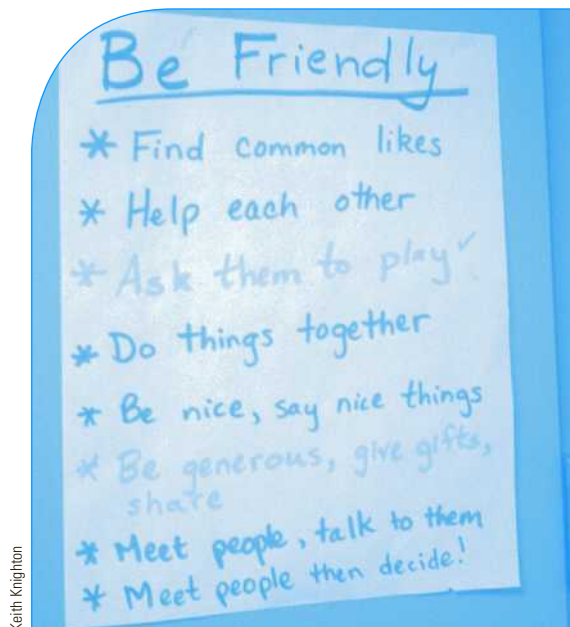 Be Friendly
* Find common likes
* Help each other
* Ask them to play ✓
* Do things together
* Be nice, say nice things
* Be generous, give gifts,
share
* Meet people, talk to them
* Meet people then decide!
Keith Knighton